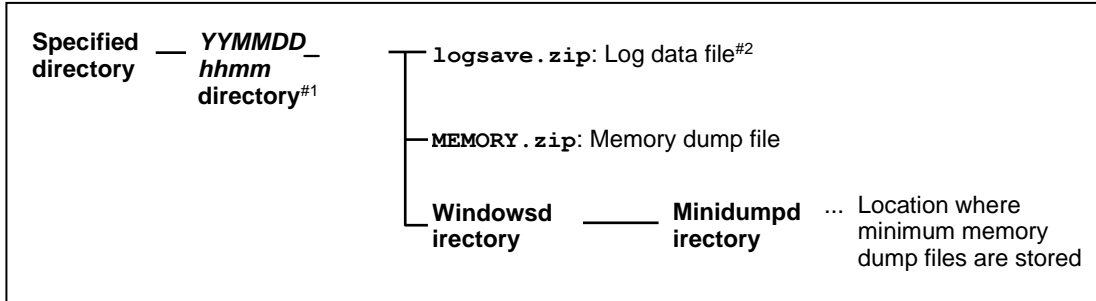 Specified
directory
YYMMDD_
hhmm
directory#1
logsave.zip: Log data file#2
MEMORY.zip: Memory dump file
Windowsd
irectory
Minidumpd
irectory
... Location where
minimum memory
dump files are stored